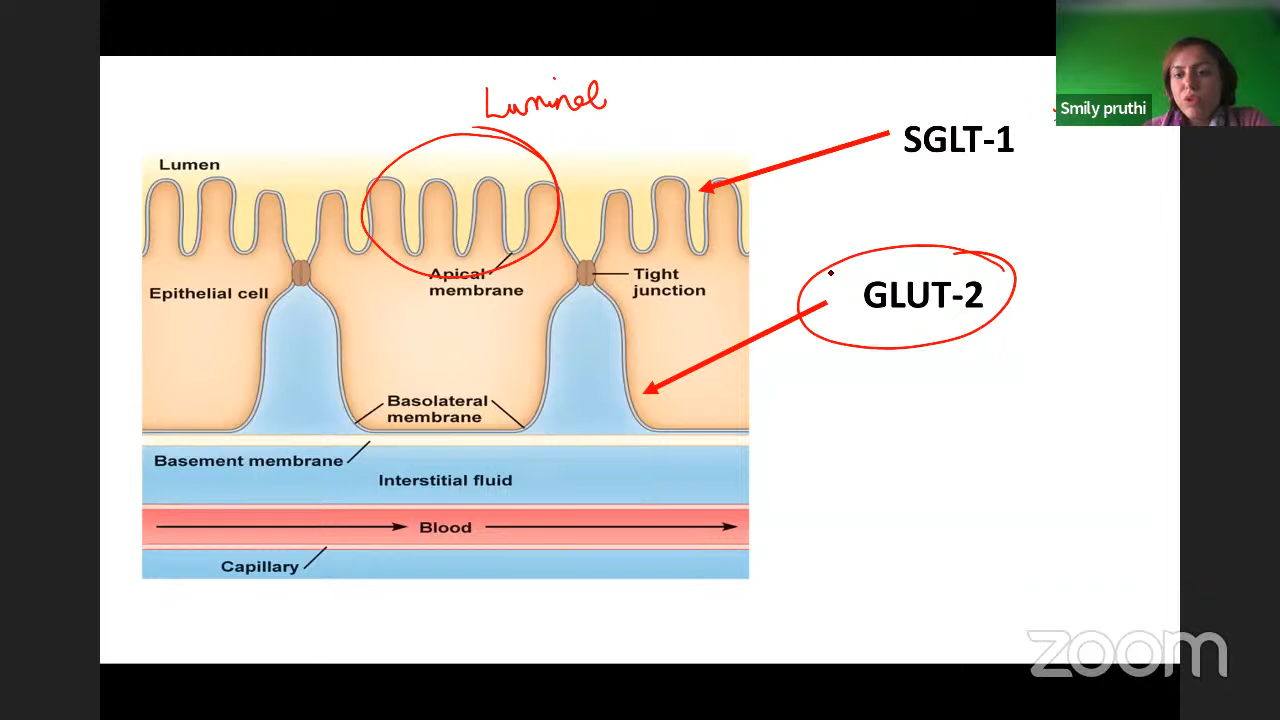 Luminal
Smily pruthi
SGLT-1
Lumen
Apical
membrane
Tight
junction
Epithelial cell
GLUT-2
Basolateral
membrane
Basement membrane
Interstitial fluid
Blood
Capillary
zoom